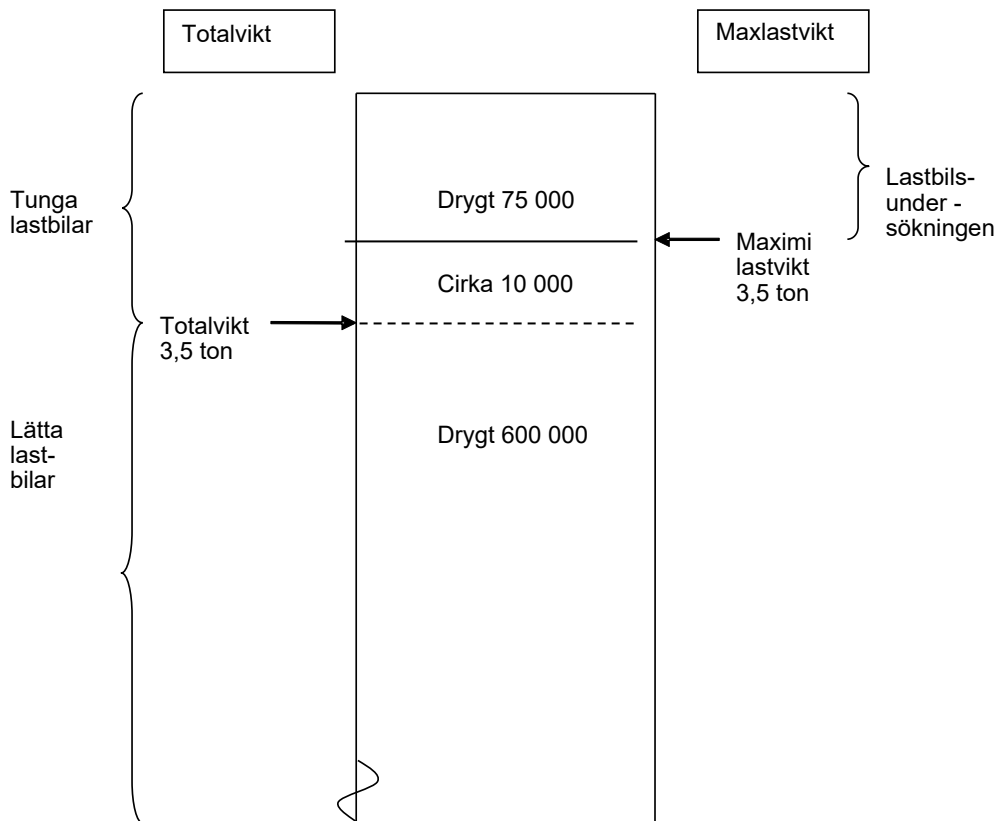 Totalvikt
Maxlastvikt
Tunga
lastbilar
Drygt 75 000
Lastbils-
under -
sökningen
Maximi
lastvikt
3,5 ton
Cirka 10 000
Totalvikt
3,5 ton
Lätta
last-
bilar
Drygt 600 000